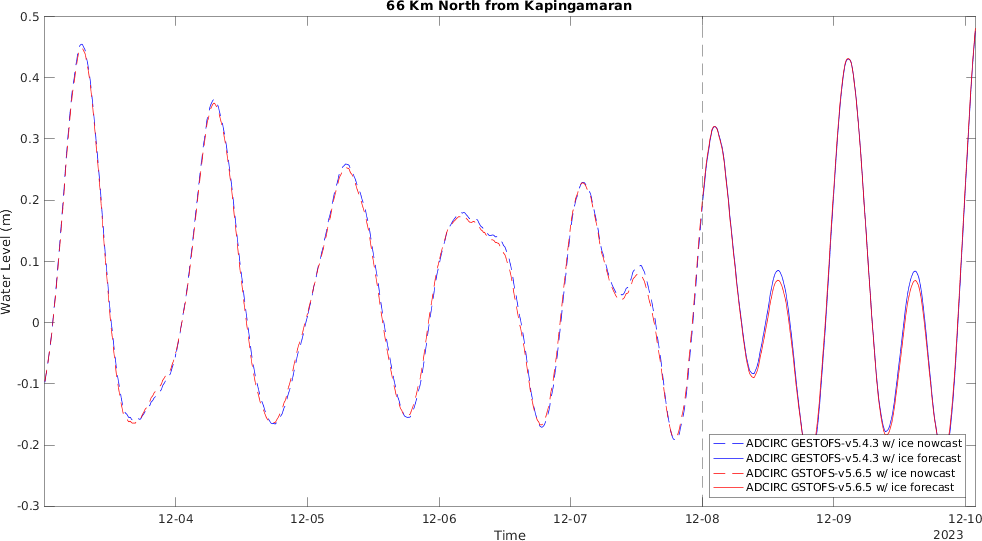 66 Km North from Kapingamaran
0.5
0.4
0.3
0.2
0.1
0
-0.1
-0.2
-0.3
Water Level (m)
12-04
12-05
12-06
12-07
12-08
12-09
12-10
2023
Time
ADCIRC GESTOFS-v5.4.3 w/ ice nowcast
ADCIRC GESTOFS-v5.4.3 w/ ice forecast
ADCIRC GSTOFS-v5.6.5 w/ ice nowcast
ADCIRC GSTOFS-v5.6.5 w/ ice forecast